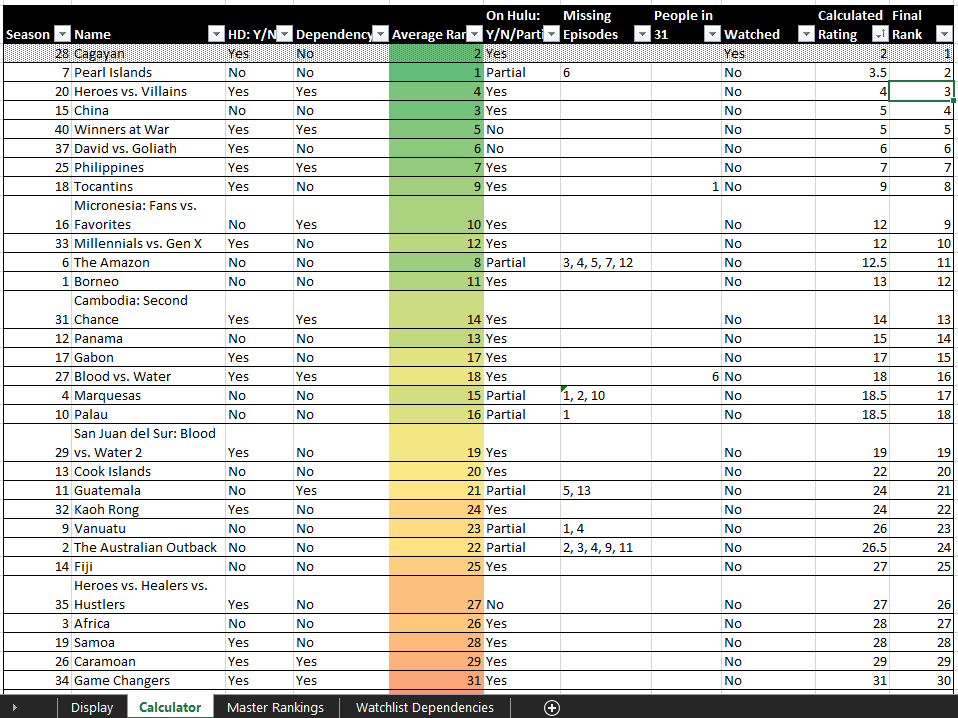 On Hulu: Missing People in Calculated Final
Season Name HD: Y/N Dependency Average Ran Y/N/Parti Episodes 31 Watched Rating Rank
28 Cagayan Yes No 2 Yes Yes 2 1
7 Pearl Islands No No 1 Partial 6 No 3.5 2
20 Heroes vs. Villains Yes Yes 4 Yes No 4 3
15 China No No 3 Yes No 5 4
40 Winners at War Yes Yes 5 No No 5 5
37 David vs. Goliath Yes No 6 No No 6 6
25 Philippines Yes Yes 7 Yes No 7 7
18 Tocantins Yes No 9 Yes 1 No 9 8
Micronesia: Fans vs.
16 Favorites No Yes 10 Yes No 12 9
33 Millennials vs. Gen X Yes No 12 Yes No 12 10
6 The Amazon No No 8 Partial 3, 4, 5, 7, 12 No 12.5 11
1 Borneo No No 11 Yes No 13 12
Cambodia: Second
31 Chance Yes Yes 14 Yes No 14 13
12 Panama No No 13 Yes No 15 14
17 Gabon Yes No 17 Yes No 17 15
27 Blood vs. Water Yes Yes 18 Yes 6 No 18 16
4 Marquesas No No 15 Partial 1, 2, 10 No 18.5 17
10 Palau No No 16 Partial 1 No 18.5 18
San Juan del Sur: Blood
29 vs. Water 2 Yes No 19 Yes No 19 19
13 Cook Islands No No 20 Yes No 22 20
11 Guatemala No Yes 21 Partial 5, 13 No 24 21
32 Kaoh Rong Yes No 24 Yes No 24 22
9 Vanuatu No No 23 Partial 1, 4 No 26 23
2 The Australian Outback No No 22 Partial 2, 3, 4, 9, 11 No 26.5 24
14 Fiji No No 25 Yes No 27 25
Heroes vs. Healers vs.
35 Hustlers Yes No 27 No No 27 26
3 Africa No No 26 Yes No 28 27
19 Samoa Yes No 28 Yes No 28 28
26 Caramoan Yes Yes 29 Yes No 29 29
34 Game Changers Yes Yes 31 Yes No 31 30
Display Calculator Master Rankings Watchlist Dependencies